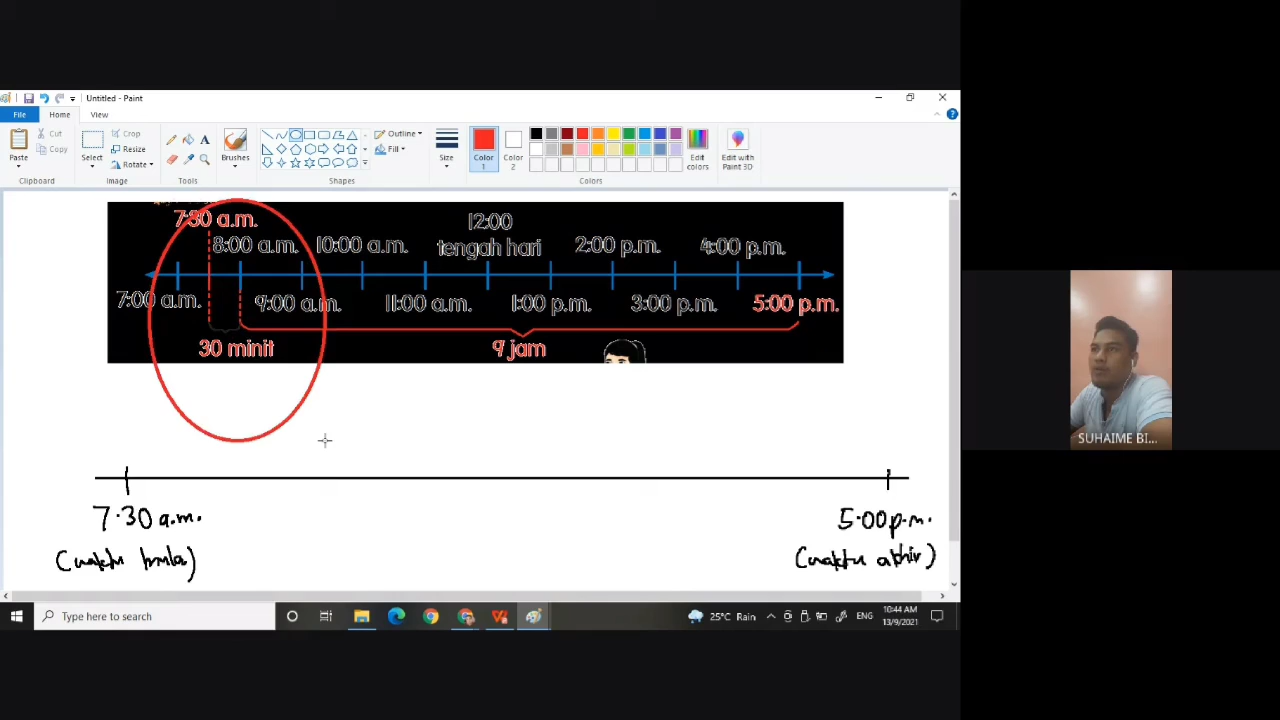 Untitled - Paint
File Home View
Paste
Cut
Copy
Clipboard
Select
Crop
Resize
Rotate
Image
Tools
Brushes
Shapes
Outline
Fill
Size
Color 1
Color 2
Colors
Edit colors
Edit with Paint 3D
7:30 a.m.
8:00 a.m. 10:00 a.m. 12:00 tengah hari 2:00 p.m. 4:00 p.m.
7:00 a.m. 9:00 a.m. 11:00 a.m. 1:00 p.m. 3:00 p.m. 5:00 p.m.
30 minit 9 jam
7.30 a.m. 5.00 p.m.
(waktu mula) (waktu akhir)
SUHAIME BI...
Type here to search
25°C Rain
ENG
10:44 AM
13/9/2021